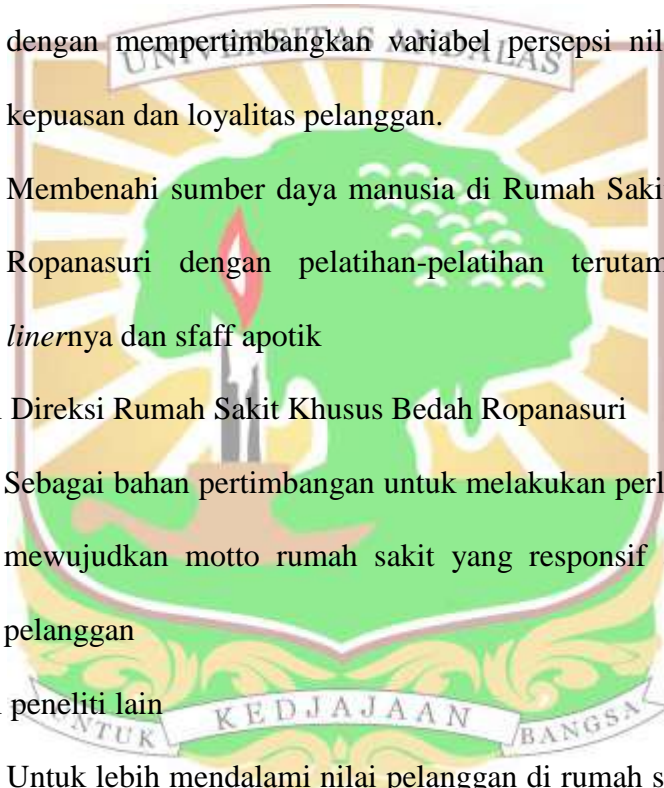 UNIVERSITAS ANDALAS
dengan mempertimbangkan variabel persepsi nil
kepuasan dan loyalitas pelanggan.
Membenahi sumber daya manusia di Rumah Saki
Ropanasuri dengan pelatihan-pelatihan terutam
linernya dan sfaff apotik
Direksi Rumah Sakit Khusus Bedah Ropanasuri
Sebagai bahan pertimbangan untuk melakukan perl
mewujudkan motto rumah sakit yang responsif
pelanggan
peneliti lain
UNTUK KEDJAJAAN BANGSA
Untuk lebih mendalami nilai pelanggan di rumah s